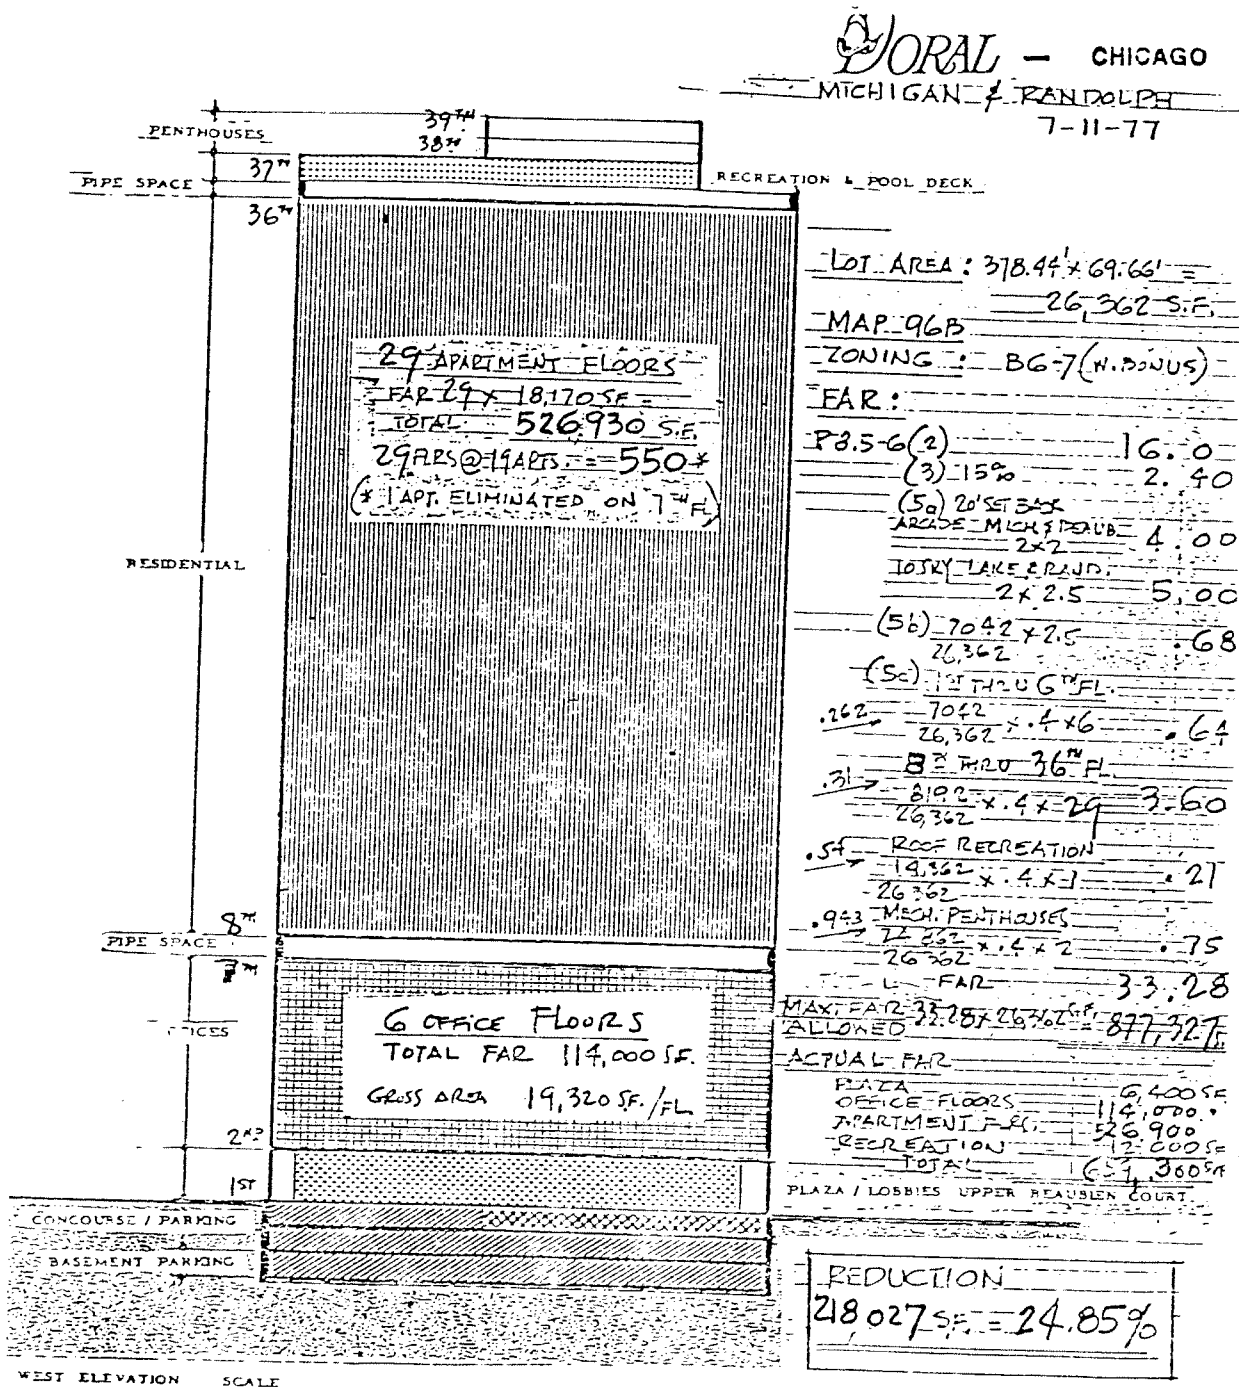 DORAL — CHICAGO
MICHIGAN & RANDOLPH
7-11-77
39TH
PENTHOUSES
38TH
37TH
RECREATION & POOL DECK
PIPE SPACE
36TH
LOT AREA: 378.44' x 69.66' =
26,362 S.F.
MAP 96B
ZONING: B6-7 (W. BONUS)
FAR:
29 APARTMENT FLOORS
FAR 29 x 18,170 SF =
TOTAL 526,930 S.F.
29 FLRS @ 19 APTS. = 550*
(* 1 APT. ELIMINATED ON 7TH FL)
P 8.5-6 (2) 16.0
(3) 15% 2.40
(5a) 20' SET BACK
ARCADE - MICH & BEAUB
2x2 4.00
TO SKY LAKE & RAND.
2 x 2.5 5.00
RESIDENTIAL
(5b) 7042 x 2.5 .68
26,362
(5c) 1ST THRU 6TH FL.
.262 7042 x .4 x 6 .64
26,362
8TH THRU 36TH FL.
.31 8192 x .4 x 29 3.60
26,362
.54 ROOF RECREATION
14,362 x .4 x 1 .21
26 362
.943 MECH. PENTHOUSES
x .4 x 2 .75
26 362
FAR 33.28
MAX. FAR 33.28 x 26,362 S.F. = 877,327
ALLOWED
8TH
PIPE SPACE
7TH
OFFICES
6 OFFICE FLOORS
TOTAL FAR 114,000 S.F.
GROSS AREA 19,320 SF./FL
ACTUAL FAR
PLAZA 6,400 SF
OFFICE FLOORS 114,000
APARTMENT FLRS. 526,900
RECREATION 12,000 SF
TOTAL 659,300 SF
2ND
1ST
PLAZA / LOBBIES UPPER BEAUBIEN COURT
CONCOURSE / PARKING
BASEMENT PARKING
REDUCTION
218 027 S.F. = 24.85%
WEST ELEVATION SCALE